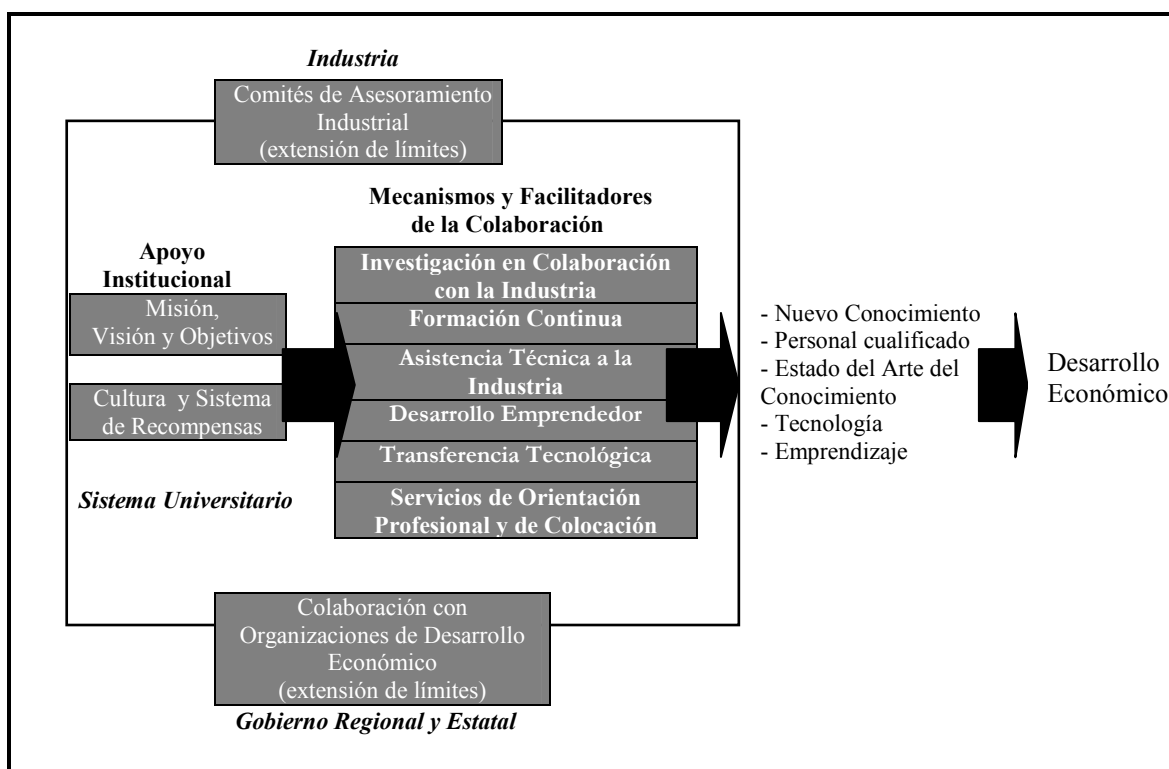 Industria
Comités de Asesoramiento
Industrial
(extensión de límites)
Mecanismos y Facilitadores
de la Colaboración
Apoyo
Institucional
Misión,
Visión y Objetivos
Cultura y Sistema
de Recompensas
Sistema Universitario
Investigación en Colaboración
con la Industria
Formación Continua
Asistencia Técnica a la
Industria
Desarrollo Emprendedor
Transferencia Tecnológica
Servicios de Orientación
Profesional y de Colocación
- Nuevo Conocimiento
- Personal cualificado
- Estado del Arte del
Conocimiento
- Tecnología
- Emprendizaje
Desarrollo
Económico
Colaboración con
Organizaciones de Desarrollo
Económico
(extensión de límites)
Gobierno Regional y Estatal